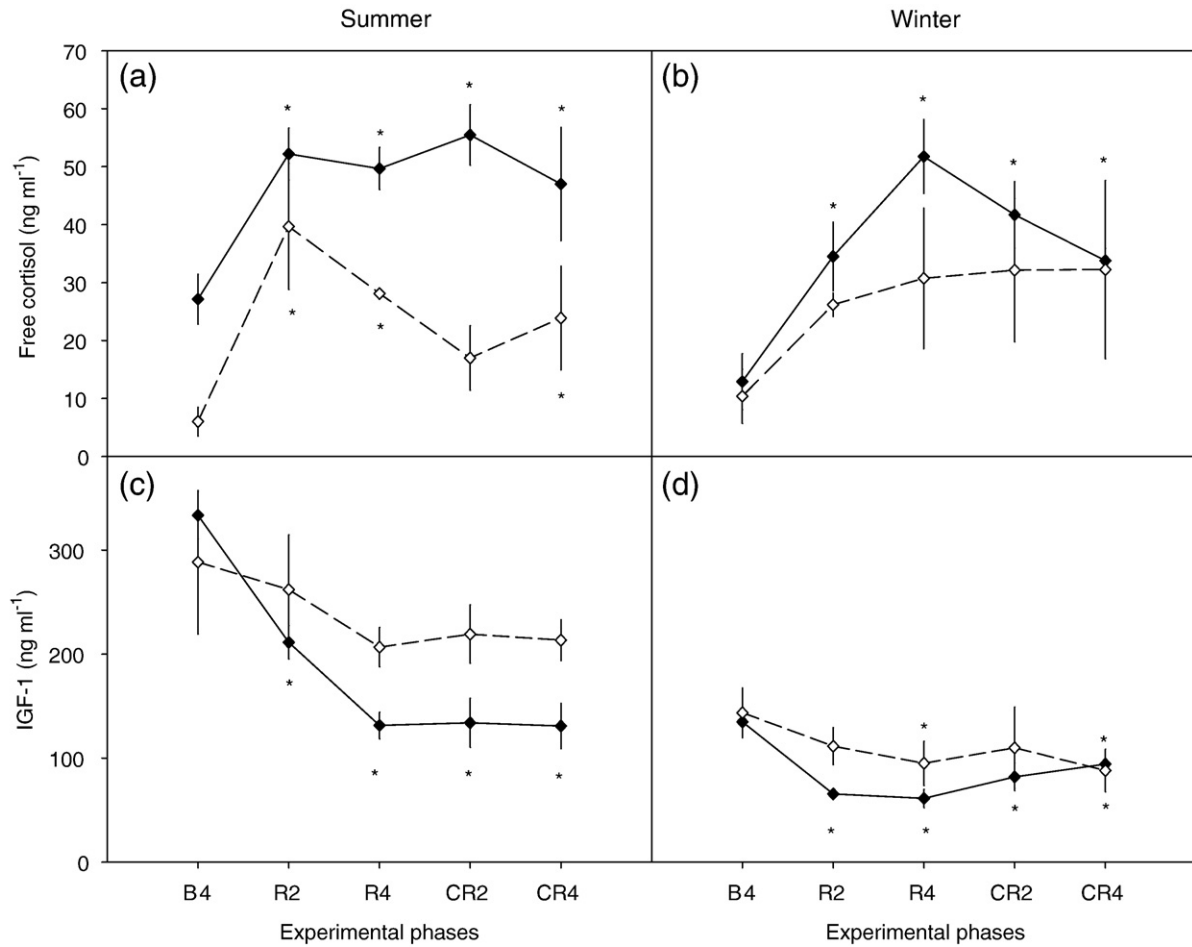 Summer
Winter
(a)
(b)
(c)
(d)
Free cortisol (ng ml⁻¹)
70
60
50
40
30
20
10
0
* * * * *
* * *
* * * * *
IGF-1 (ng ml⁻¹)
300
200
100
0
* * * *
* *
* * * *
B4 R2 R4 CR2 CR4
B4 R2 R4 CR2 CR4
Experimental phases
Experimental phases